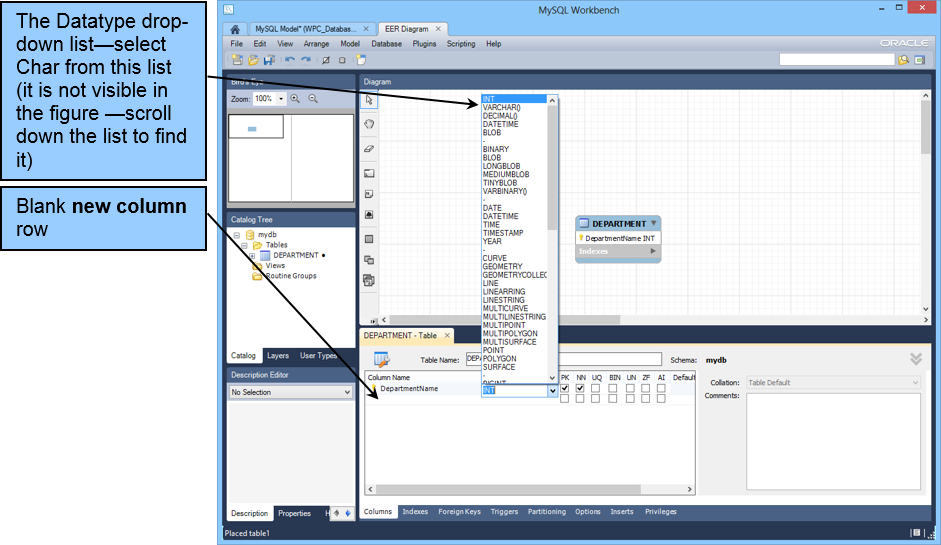 The Datatype drop-
down list—select
Char from this list
(it is not visible in
the figure —scroll
down the list to find
it)
Blank new column
row
MySQL Workbench
MySQL Model* (WPC_Databas... ×
EER Diagram ×
File Edit View Arrange Model Database Plugins Scripting Help
ORACLE
Bird's Eye
Zoom: 100%
Catalog Tree
mydb
Tables
DEPARTMENT •
Views
Routine Groups
Catalog Layers User Types
Description Editor
No Selection
Description Properties H
Placed table1
Diagram
INT
VARCHAR()
DECIMAL()
DATETIME
BLOB
-
BINARY
BLOB
LONGBLOB
MEDIUMBLOB
TINYBLOB
VARBINARY()
-
DATE
DATETIME
TIME
TIMESTAMP
YEAR
-
CURVE
GEOMETRY
GEOMETRYCOLLEC
LINE
LINEARRING
LINESTRING
MULTICURVE
MULTILINESTRING
MULTIPOINT
MULTIPOLYGON
MULTISURFACE
POINT
POLYGON
SURFACE
-
BIGINT
DEPARTMENT
DepartmentName INT
Indexes
DEPARTMENT - Table ×
Table Name: DEP
Schema: mydb
Column Name PK NN UQ BIN UN ZF AI Default
DepartmentName INT
Collation: Table Default
Comments:
Columns Indexes Foreign Keys Triggers Partitioning Options Inserts Privileges